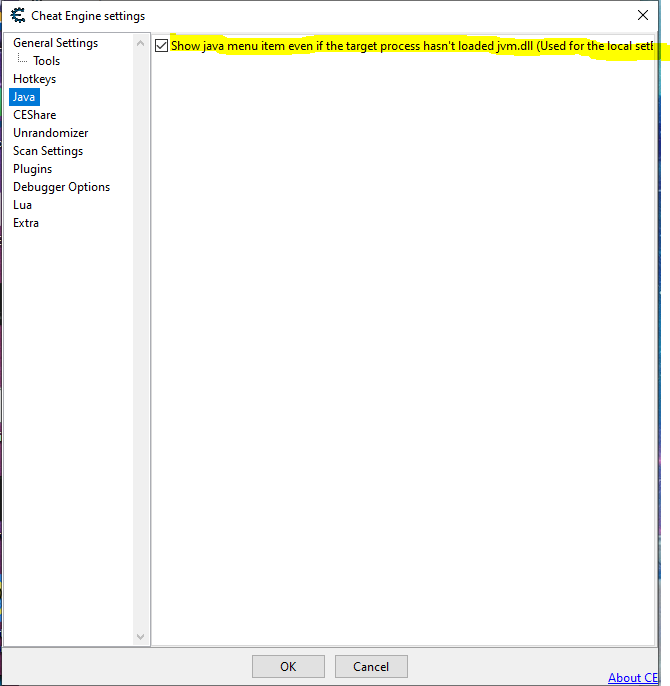 Cheat Engine settings
General Settings
Tools
Hotkeys
Java
CEShare
Unrandomizer
Scan Settings
Plugins
Debugger Options
Lua
Extra
Show java menu item even if the target process hasn't loaded jvm.dll (Used for the local set
OK
Cancel
About CE